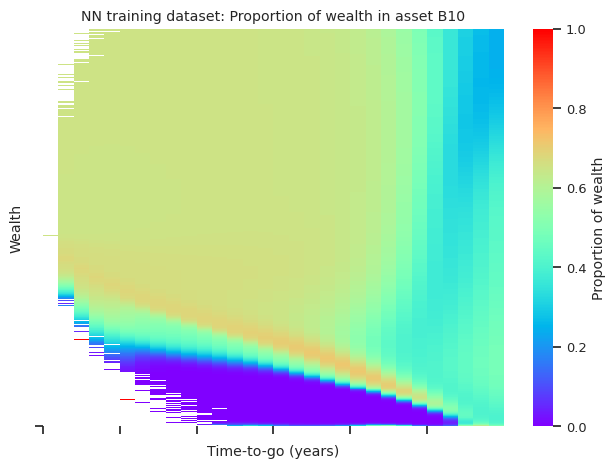 NN training dataset: Proportion of wealth in asset B10
Wealth
Time-to-go (years)
1.0
0.8
0.6
0.4
0.2
0.0
Proportion of wealth